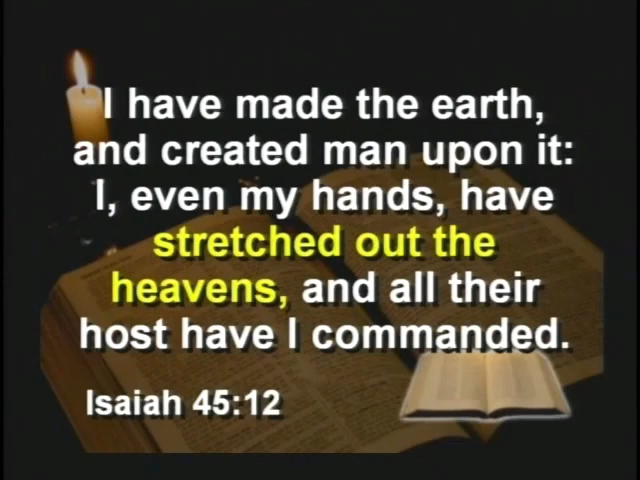 I have made the earth,
and created man upon it:
I, even my hands, have
stretched out the
heavens, and all their
host have I commanded.
Isaiah 45:12